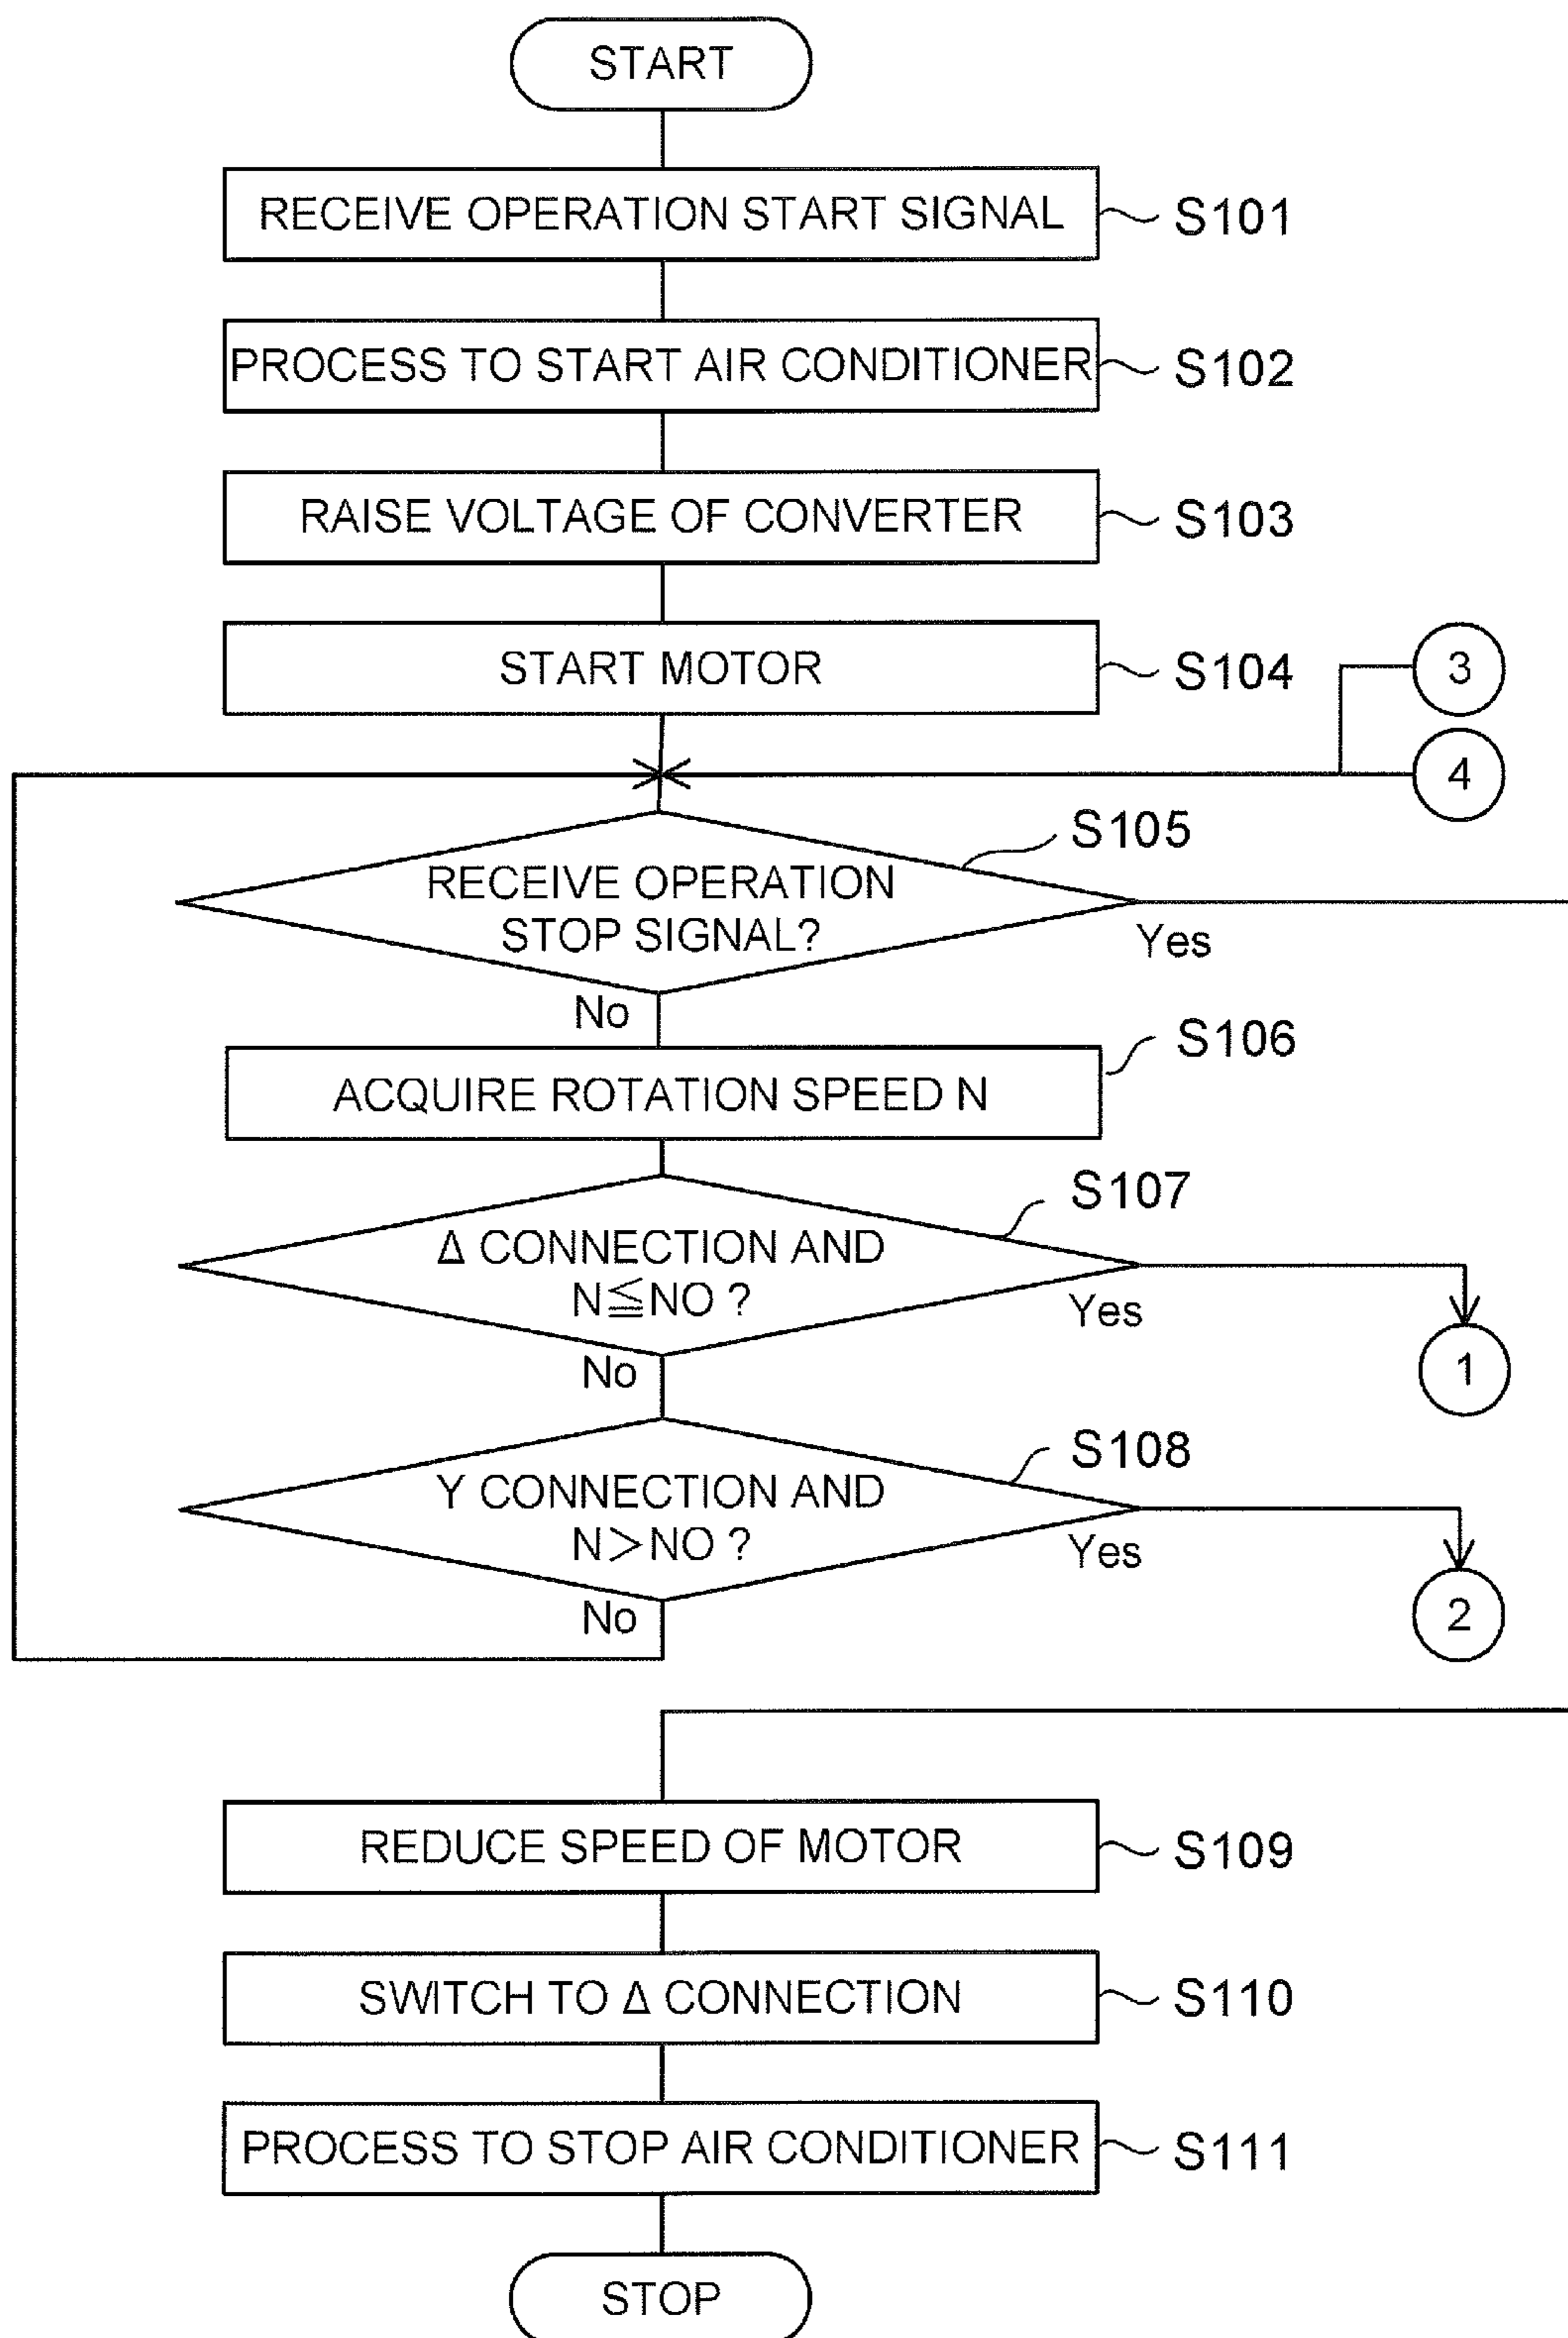 START
RECEIVE OPERATION START SIGNAL
S101
PROCESS TO START AIR CONDITIONER
S102
RAISE VOLTAGE OF CONVERTER
S103
START MOTOR
S104
3
4
S105
RECEIVE OPERATION
STOP SIGNAL?
Yes
No
S106
ACQUIRE ROTATION SPEED N
S107
Δ CONNECTION AND
N≦NO ?
Yes
No
1
S108
Y CONNECTION AND
N>NO ?
Yes
No
2
REDUCE SPEED OF MOTOR
S109
SWITCH TO Δ CONNECTION
S110
PROCESS TO STOP AIR CONDITIONER
S111
STOP